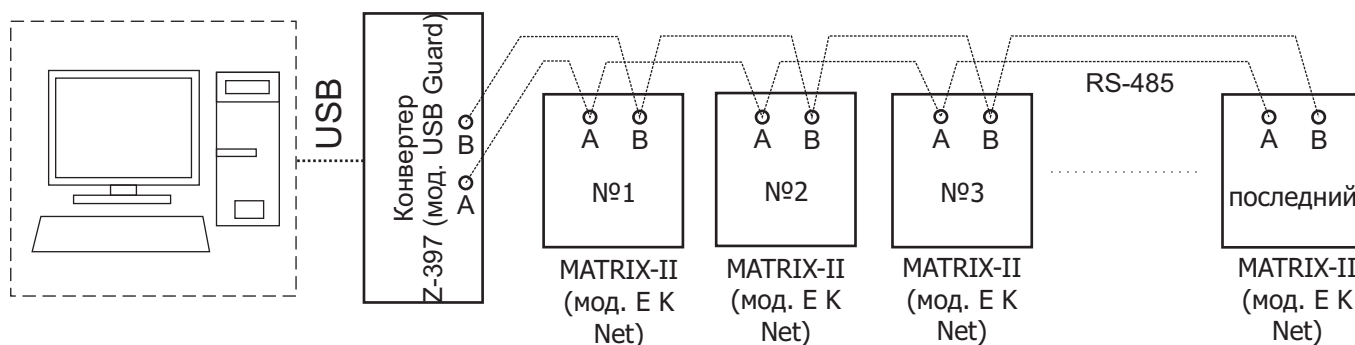 USB
Конвертер
Z-397 (мод. USB Guard)
B
A
RS-485
A B
№1
MATRIX-II
(мод. E K
Net)
A B
№2
MATRIX-II
(мод. E K
Net)
A B
№3
MATRIX-II
(мод. E K
Net)
A B
последний
MATRIX-II
(мод. E K
Net)